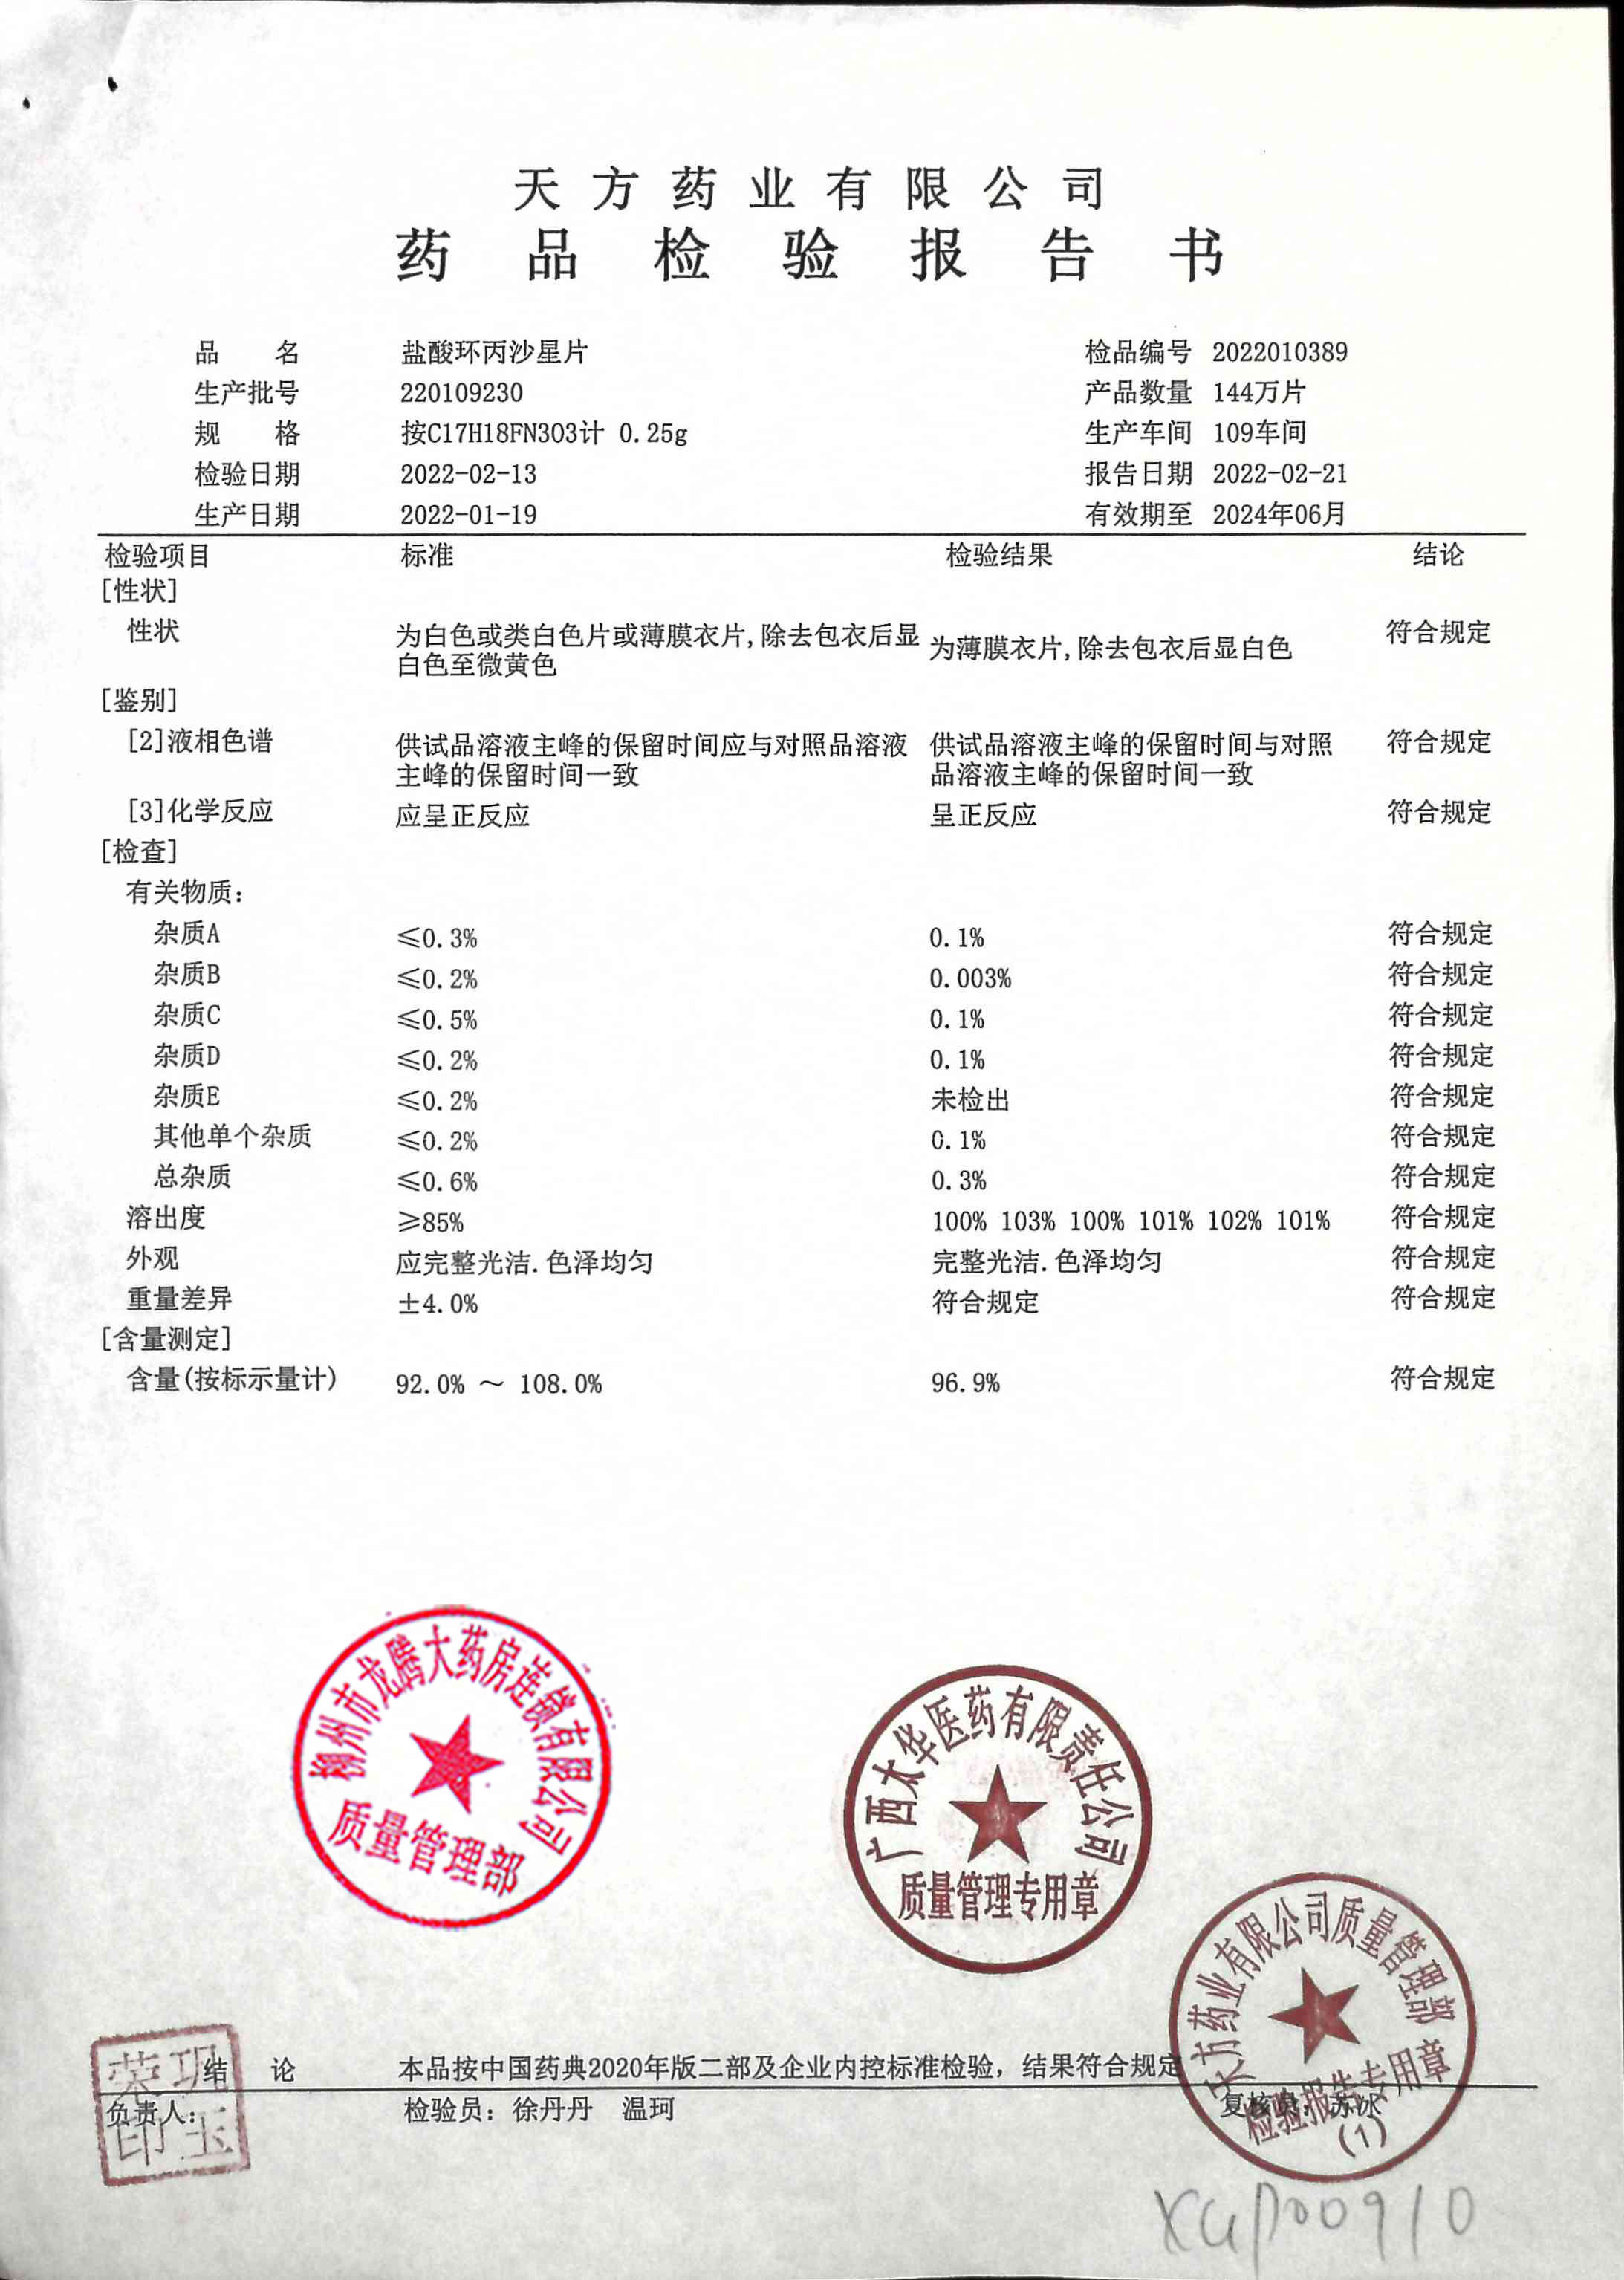 天方药业有限公司
药品检验报告书
品名 盐酸环丙沙星片 检品编号 2022010389
生产批号 220109230 产品数量 144万片
规格 按C17H18FN3O3计 0.25g 生产车间 109车间
检验日期 2022-02-13 报告日期 2022-02-21
生产日期 2022-01-19 有效期至 2024年06月
检验项目 标准 检验结果 结论
[性状]
性状 为白色或类白色片或薄膜衣片,除去包衣后显 为薄膜衣片,除去包衣后显白色 符合规定
白色至微黄色
[鉴别]
[2]液相色谱 供试品溶液主峰的保留时间应与对照品溶液 供试品溶液主峰的保留时间与对照 符合规定
主峰的保留时间一致 品溶液主峰的保留时间一致
[3]化学反应 应呈正反应 呈正反应 符合规定
[检查]
有关物质:
杂质A ≤0.3% 0.1% 符合规定
杂质B ≤0.2% 0.003% 符合规定
杂质C ≤0.5% 0.1% 符合规定
杂质D ≤0.2% 0.1% 符合规定
杂质E ≤0.2% 未检出 符合规定
其他单个杂质 ≤0.2% 0.1% 符合规定
总杂质 ≤0.6% 0.3% 符合规定
溶出度 ≥85% 100% 103% 100% 101% 102% 101% 符合规定
外观 应完整光洁.色泽均匀 完整光洁.色泽均匀 符合规定
重量差异 ±4.0% 符合规定 符合规定
[含量测定]
含量(按标示量计) 92.0% ～ 108.0% 96.9% 符合规定
柳州市龙腾大药房连锁有限公司
质量管理部
广西太华医药有限责任公司
质量管理专用章
天方药业有限公司质量管理部
检验报告专用章
(1)
结论 本品按中国药典2020年版二部及企业内控标准检验，结果符合规定
负责人: 检验员: 徐丹丹 温珂 复核员: 苏冰